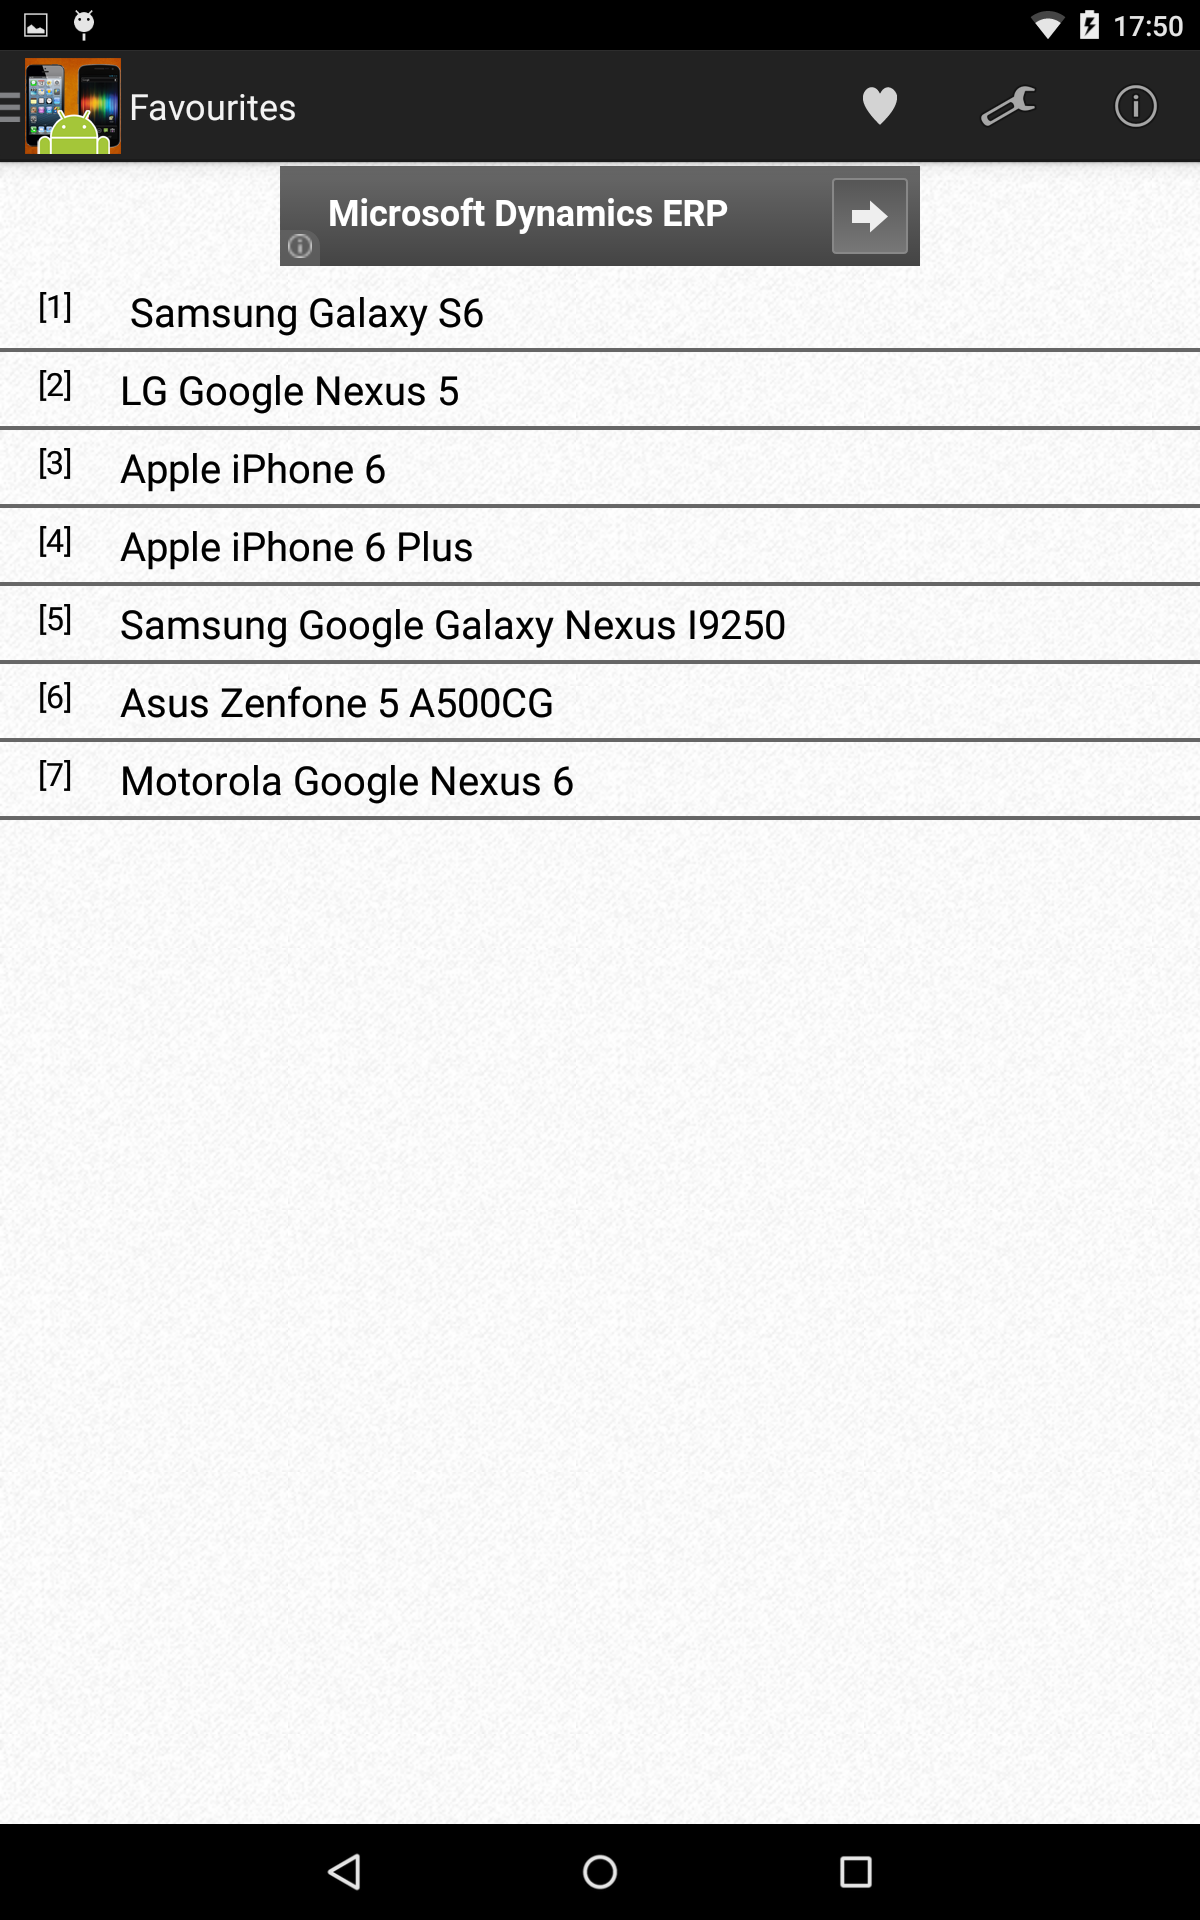 17:50
Favourites
Microsoft Dynamics ERP
[1] Samsung Galaxy S6
[2] LG Google Nexus 5
[3] Apple iPhone 6
[4] Apple iPhone 6 Plus
[5] Samsung Google Galaxy Nexus I9250
[6] Asus Zenfone 5 A500CG
[7] Motorola Google Nexus 6